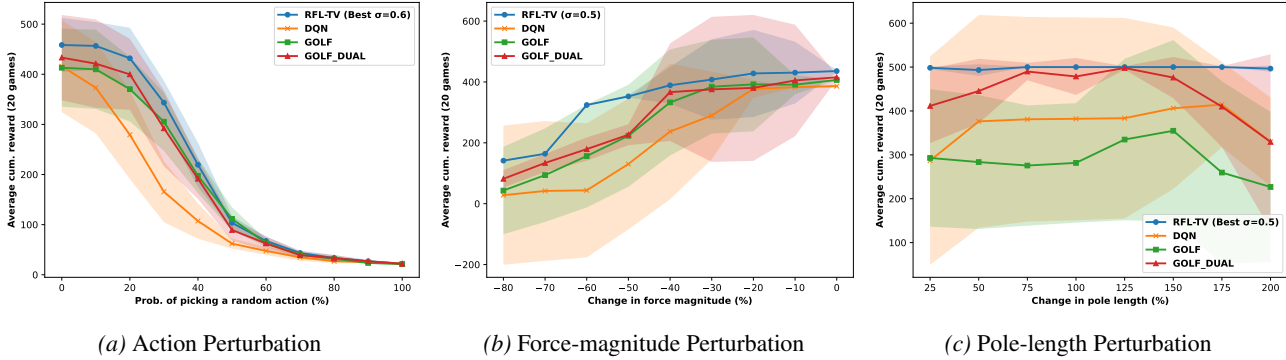 Average cum. reward (20 games)
500
400
300
200
100
0
RFL-TV (Best σ=0.6)
DQN
GOLF
GOLF_DUAL
0 20 40 60 80 100
Prob. of picking a random action (%)
(a) Action Perturbation
Average cum. reward (20 games)
600
400
200
0
−200
RFL-TV (σ=0.5)
DQN
GOLF
GOLF_DUAL
−80 −70 −60 −50 −40 −30 −20 −10 0
Change in force magnitude (%)
(b) Force-magnitude Perturbation
Average cum. reward (20 games)
600
500
400
300
200
100
RFL-TV (Best σ=0.5)
DQN
GOLF
GOLF_DUAL
25 50 75 100 125 150 175 200
Change in pole length (%)
(c) Pole-length Perturbation